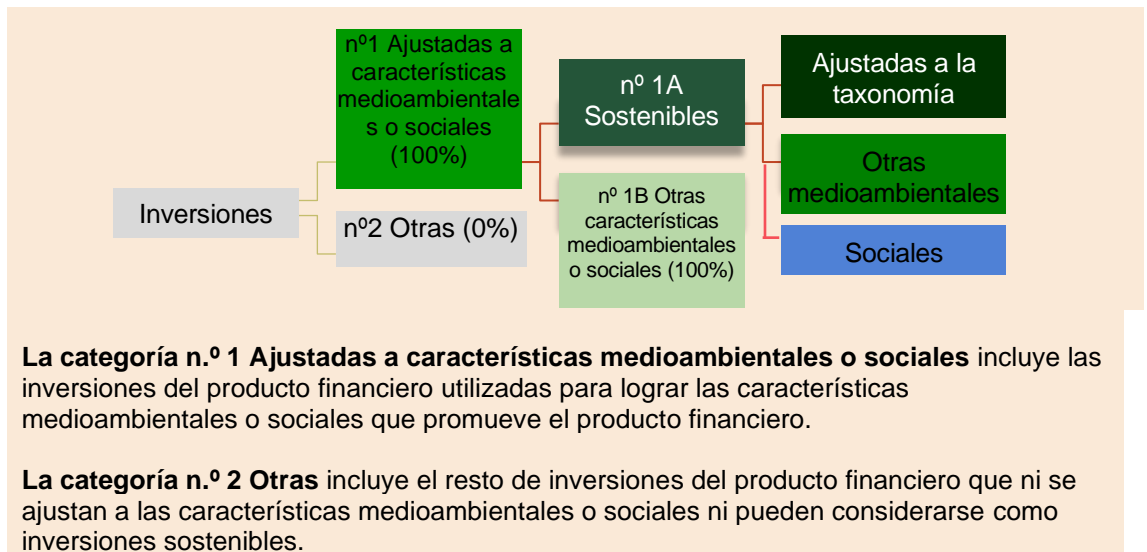 nº1 Ajustadas a
características
medioambientale
s o sociales
(100%)
nº 1A
Sostenibles
Ajustadas a la
taxonomía
Otras
medioambientales
Inversiones
nº2 Otras (0%)
nº 1B Otras
características
medioambientales
o sociales (100%)
Sociales
La categoría n.º 1 Ajustadas a características medioambientales o sociales incluye las
inversiones del producto financiero utilizadas para lograr las características
medioambientales o sociales que promueve el producto financiero.
La categoría n.º 2 Otras incluye el resto de inversiones del producto financiero que ni se
ajustan a las características medioambientales o sociales ni pueden considerarse como
inversiones sostenibles.